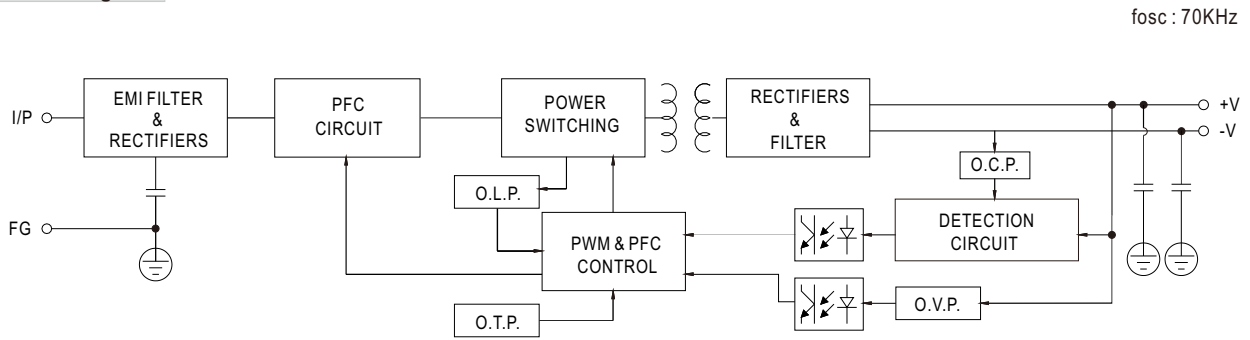 fosc : 70KHz
I/P
EMI FILTER
&
RECTIFIERS
PFC
CIRCUIT
POWER
SWITCHING
RECTIFIERS
&
FILTER
+V
-V
O.C.P.
O.L.P.
FG
PWM & PFC
CONTROL
DETECTION
CIRCUIT
O.V.P.
O.T.P.